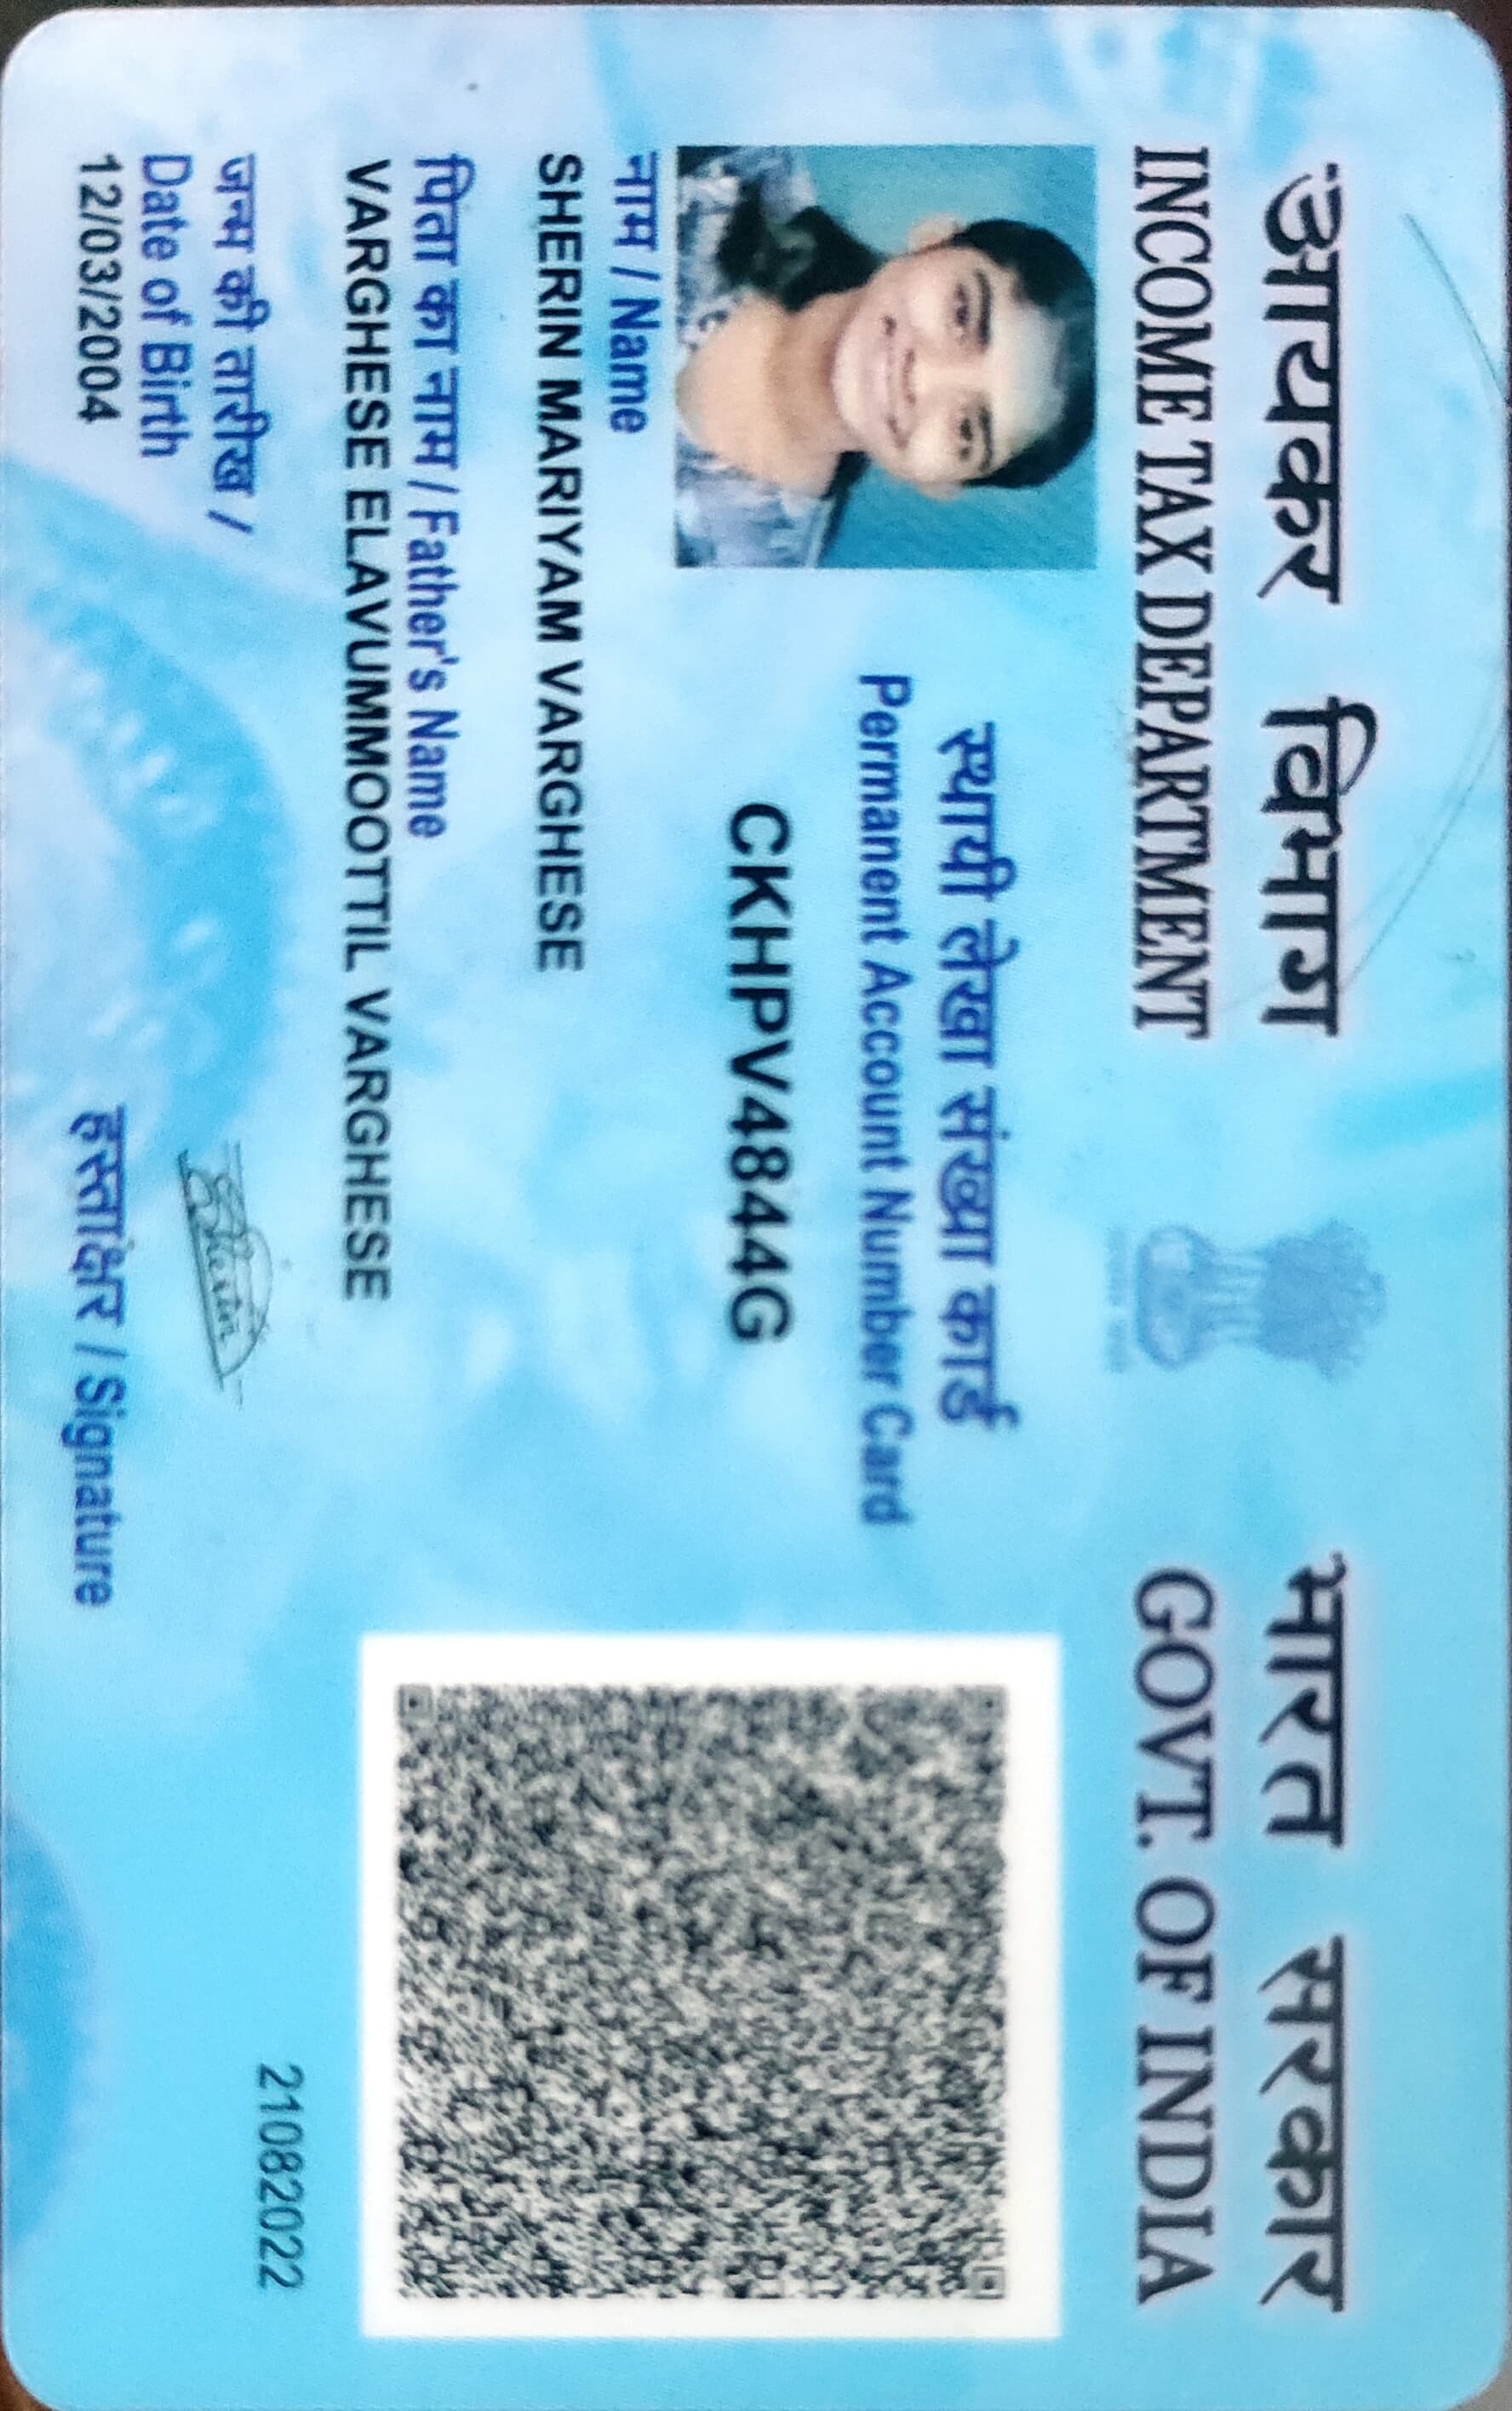 आयकर विभाग
INCOME TAX DEPARTMENT
भारत सरकार
GOVT. OF INDIA
स्थायी लेखा संख्या कार्ड
Permanent Account Number Card
CKHPV4844G
नाम / Name
SHERIN MARIYAM VARGHESE
पिता का नाम / Father's Name
VARGHESE ELAVUMMOOTTIL VARGHESE
जन्म की तारीख /
Date of Birth
12/03/2004
Sherin
हस्ताक्षर / Signature
21082022